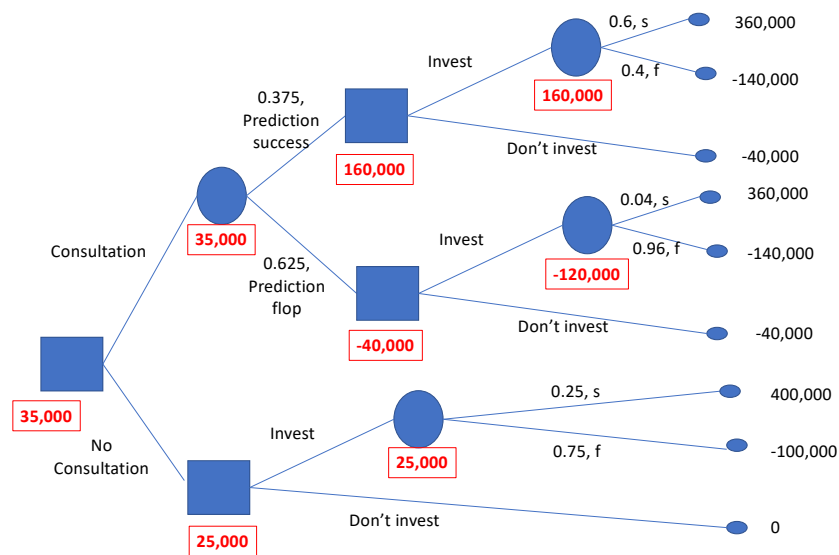 0.6, s
360,000
Invest
0.4, f
-140,000
160,000
0.375,
Prediction
success
Don't invest
-40,000
160,000
0.04, s
360,000
Consultation
35,000
Invest
0.96, f
-140,000
0.625,
Prediction
flop
-120,000
Don't invest
-40,000
-40,000
0.25, s
400,000
35,000
No
Consultation
Invest
25,000
0.75, f
-100,000
Don't invest
0
25,000